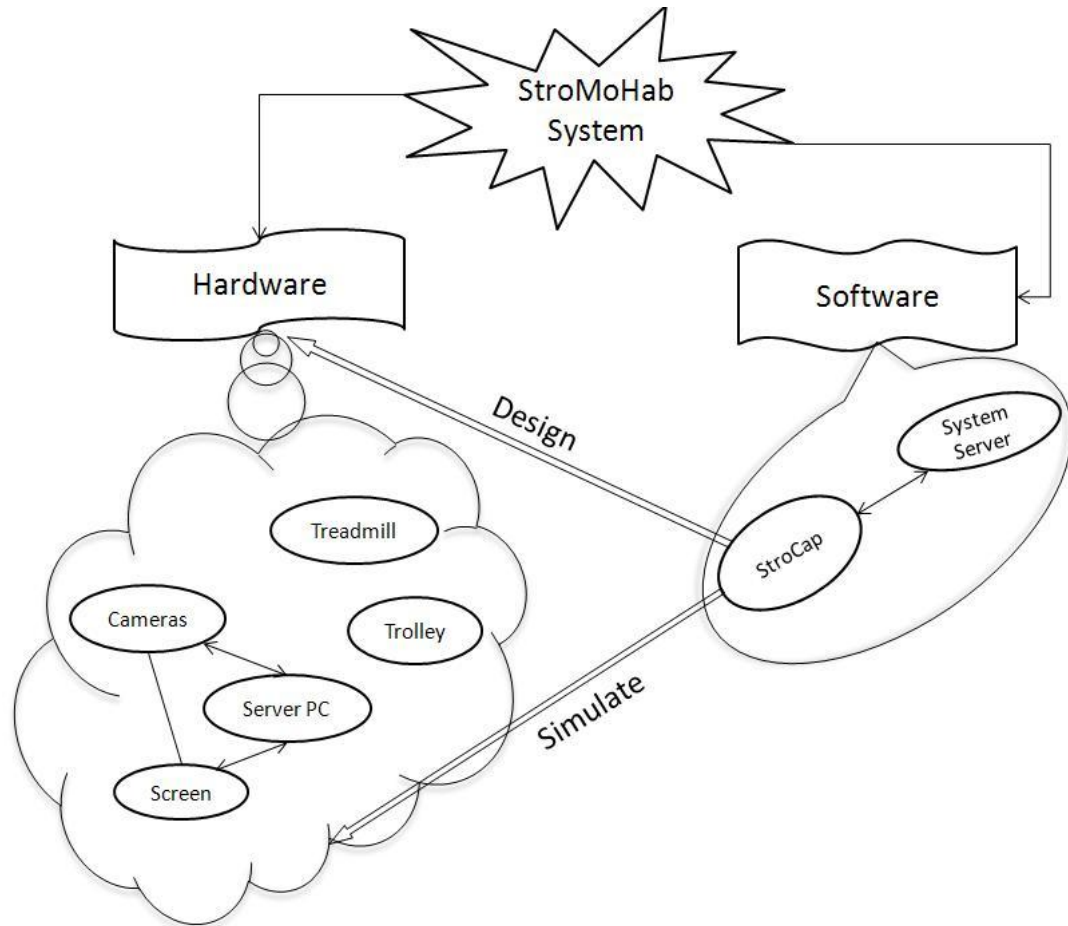 StroMoHab
System
Hardware
Software
Design
System
Server
StroCap
Treadmill
Cameras
Trolley
Server PC
Simulate
Screen